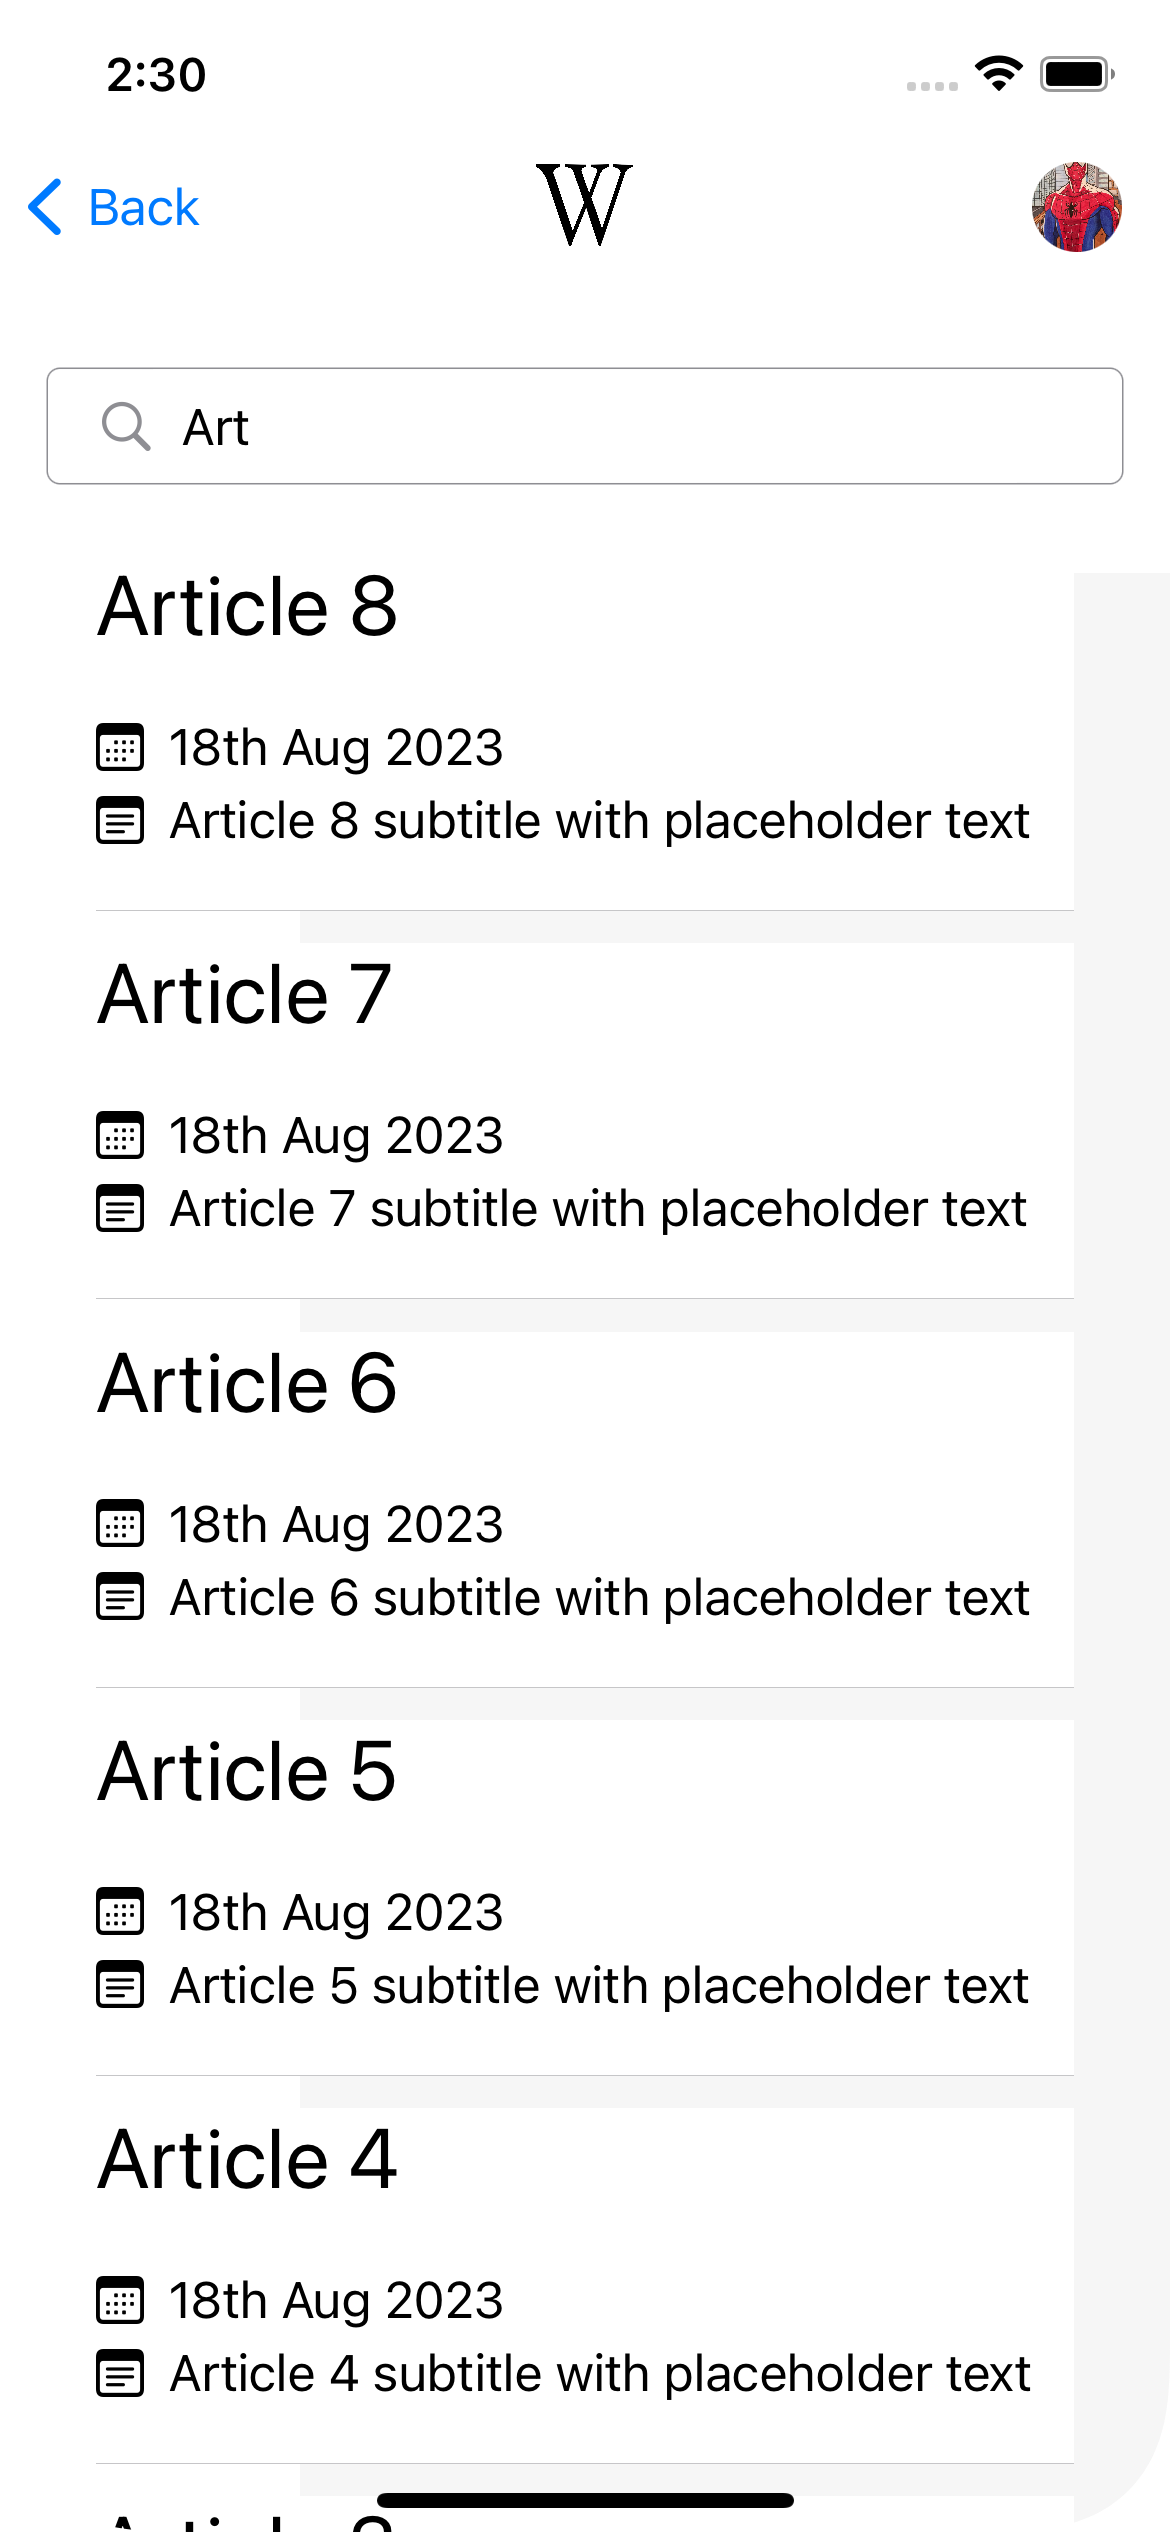 2:30
Back
W
Art
Article 8
18th Aug 2023
Article 8 subtitle with placeholder text
Article 7
18th Aug 2023
Article 7 subtitle with placeholder text
Article 6
18th Aug 2023
Article 6 subtitle with placeholder text
Article 5
18th Aug 2023
Article 5 subtitle with placeholder text
Article 4
18th Aug 2023
Article 4 subtitle with placeholder text
Article